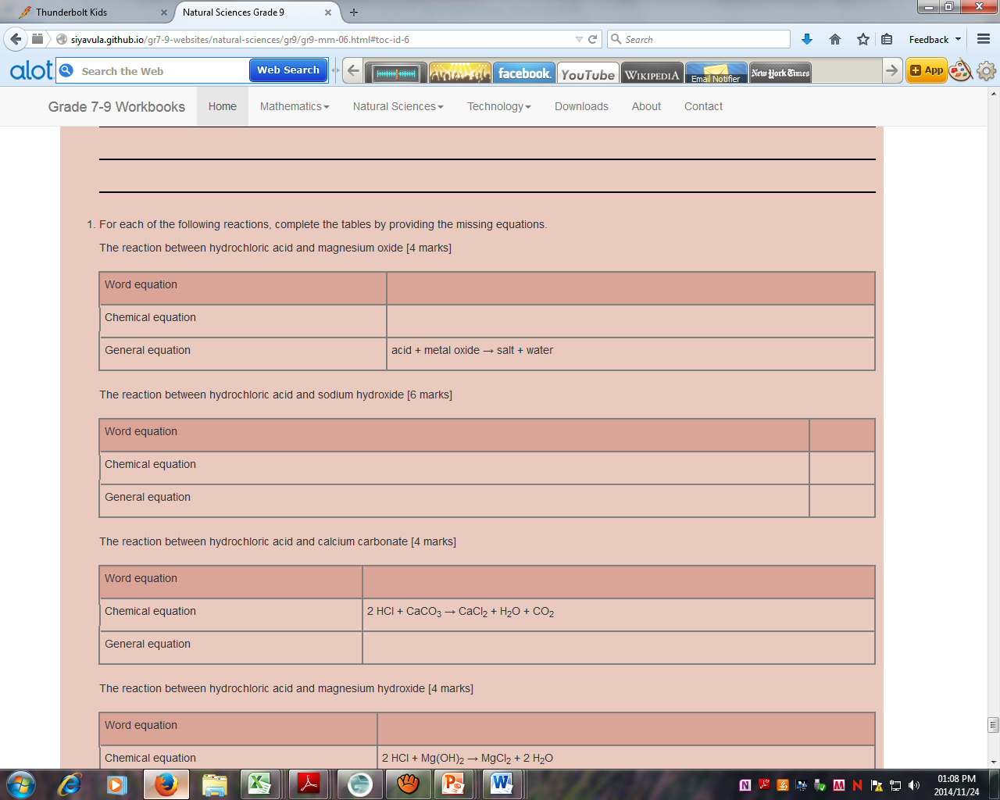 Thunderbolt Kids
Natural Sciences Grade 9
siyavula.github.io/gr7-9-websites/natural-sciences/gr9/gr9-mm-06.html#toc-id-6
Search
Feedback
alot
Search the Web
Web Search
facebook.
YouTube
WIKIPEDIA
Email Notifier
New York Times
App
Grade 7-9 Workbooks
Home
Mathematics
Natural Sciences
Technology
Downloads
About
Contact
1. For each of the following reactions, complete the tables by providing the missing equations.
The reaction between hydrochloric acid and magnesium oxide [4 marks]
Word equation
Chemical equation
General equation
acid + metal oxide → salt + water
The reaction between hydrochloric acid and sodium hydroxide [6 marks]
Word equation
Chemical equation
General equation
The reaction between hydrochloric acid and calcium carbonate [4 marks]
Word equation
Chemical equation
2 HCl + CaCO₃ → CaCl₂ + H₂O + CO₂
General equation
The reaction between hydrochloric acid and magnesium hydroxide [4 marks]
Word equation
Chemical equation
2 HCl + Mg(OH)₂ → MgCl₂ + 2 H₂O
01:08 PM
2014/11/24